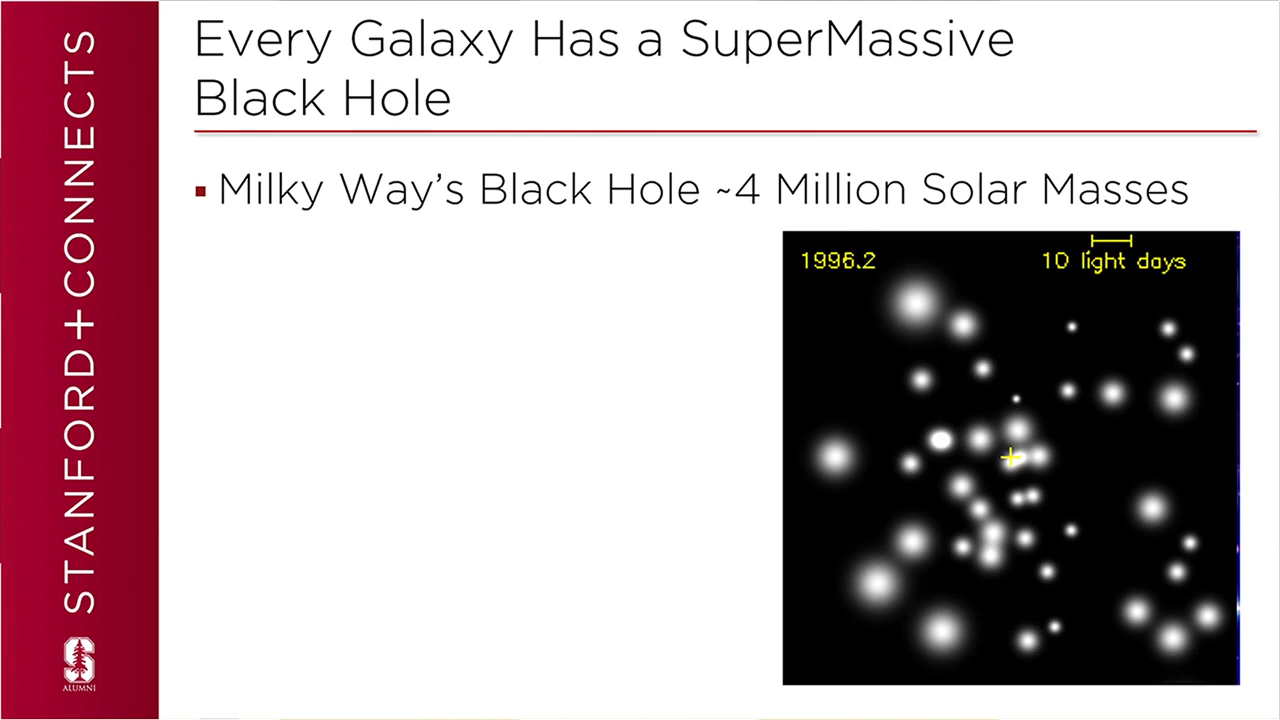 STANFORD+CONNECTS
S
ALUMNI
Every Galaxy Has a SuperMassive
Black Hole
▪ Milky Way’s Black Hole ~4 Million Solar Masses
1996.2
10 light days